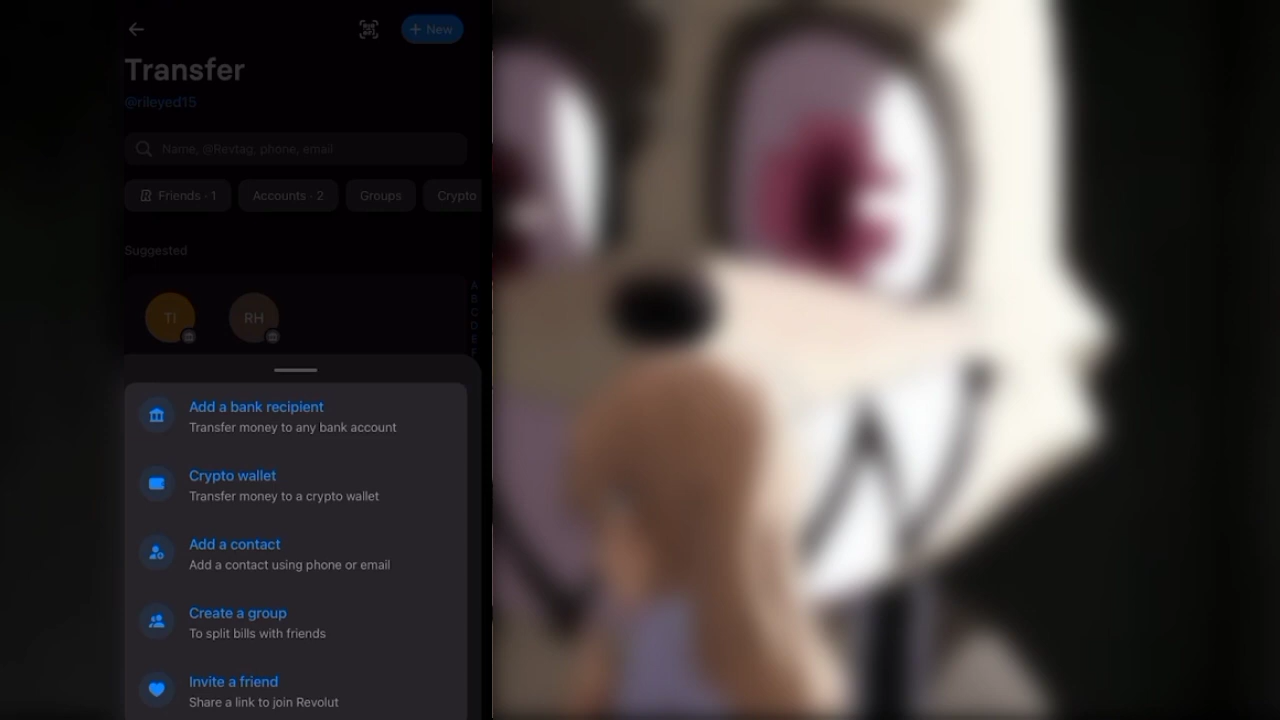 + New
Transfer
@rileyed15
Name, @Revtag, phone, email
Friends · 1
Accounts · 2
Groups
Crypto
Suggested
TI
RH
A
B
C
D
E
F
Add a bank recipient
Transfer money to any bank account
Crypto wallet
Transfer money to a crypto wallet
Add a contact
Add a contact using phone or email
Create a group
To split bills with friends
Invite a friend
Share a link to join Revolut